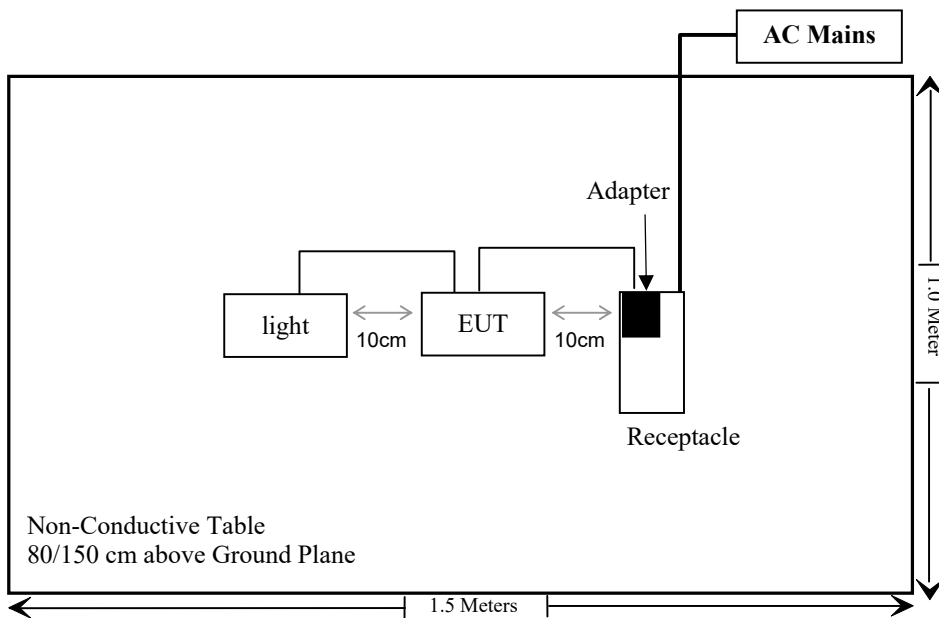 AC Mains
Adapter
light
EUT
10cm
10cm
Receptacle
1.0 Meter
Non-Conductive Table
80/150 cm above Ground Plane
1.5 Meters